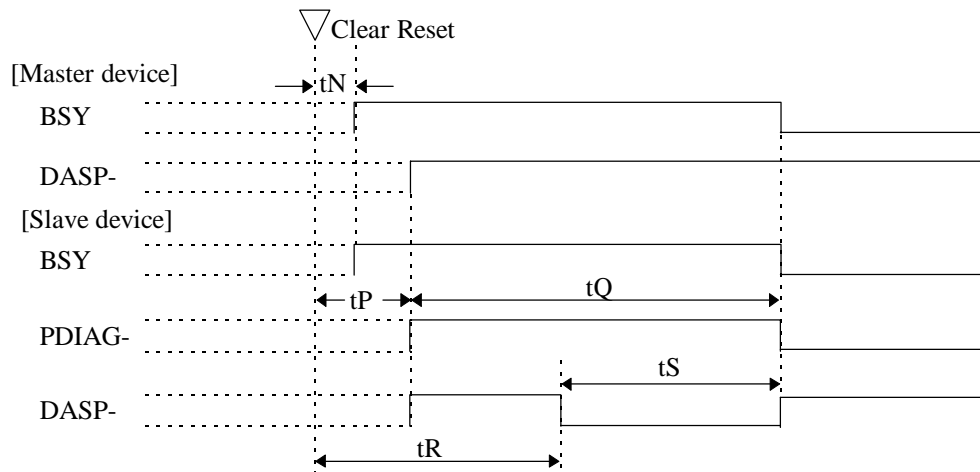 Clear Reset
[Master device]
tN
BSY
DASP-
[Slave device]
BSY
tP
tQ
PDIAG-
tS
DASP-
tR